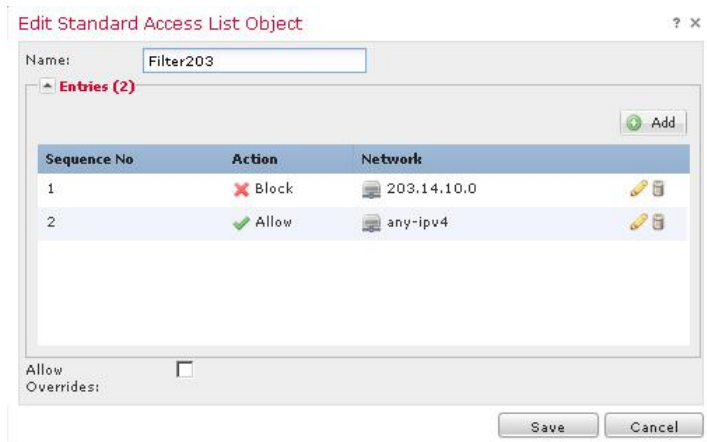 Edit Standard Access List Object ? ×
Name: Filter203
Entries (2)
Add
Sequence No Action Network
1 Block 203.14.10.0
2 Allow any-ipv4
Allow
Overrides:
Save Cancel